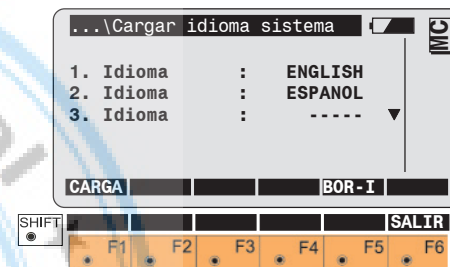 ...\Cargar idioma sistema
MC
1. Idioma : ENGLISH
2. Idioma : ESPANOL
3. Idioma : -----
CARGA BOR-I
SHIFT SALIR
F1 F2 F3 F4 F5 F6